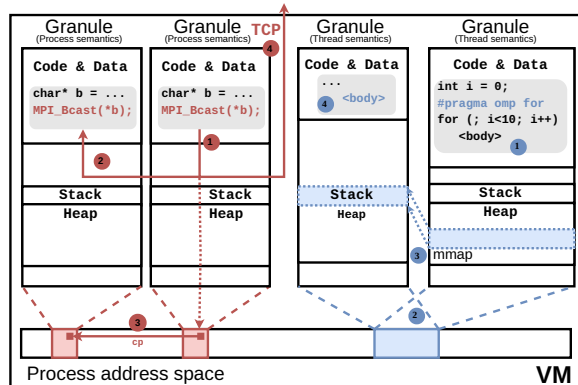 Granule
(Process semantics)
Code & Data
char* b = ...
MPI_Bcast(*b);
2
Stack
Heap
Granule
(Process semantics)
Code & Data
char* b = ...
MPI_Bcast(*b);
1
Stack
Heap
TCP
4
Granule
(Thread semantics)
Code & Data
...
4 <body>
Stack
Heap
Granule
(Thread semantics)
Code & Data
int i = 0;
#pragma omp for
for (; i<10; i++)
<body> 1
Stack
Heap
3
mmap
3
cp
2
Process address space
VM